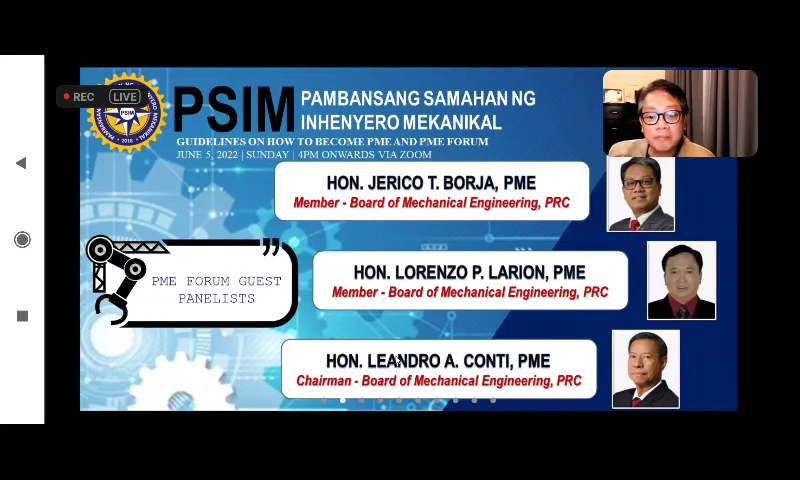 REC LIVE
PSIM
PSIM
PAMBANSANG SAMAHAN NG
INHENYERO MEKANIKAL
GUIDELINES ON HOW TO BECOME PME AND PME FORUM
JUNE 5, 2022 | SUNDAY | 4PM ONWARDS VIA ZOOM
HON. JERICO T. BORJA, PME
Member - Board of Mechanical Engineering, PRC
PME FORUM GUEST
PANELISTS
HON. LORENZO P. LARION, PME
Member - Board of Mechanical Engineering, PRC
HON. LEANDRO A. CONTI, PME
Chairman - Board of Mechanical Engineering, PRC